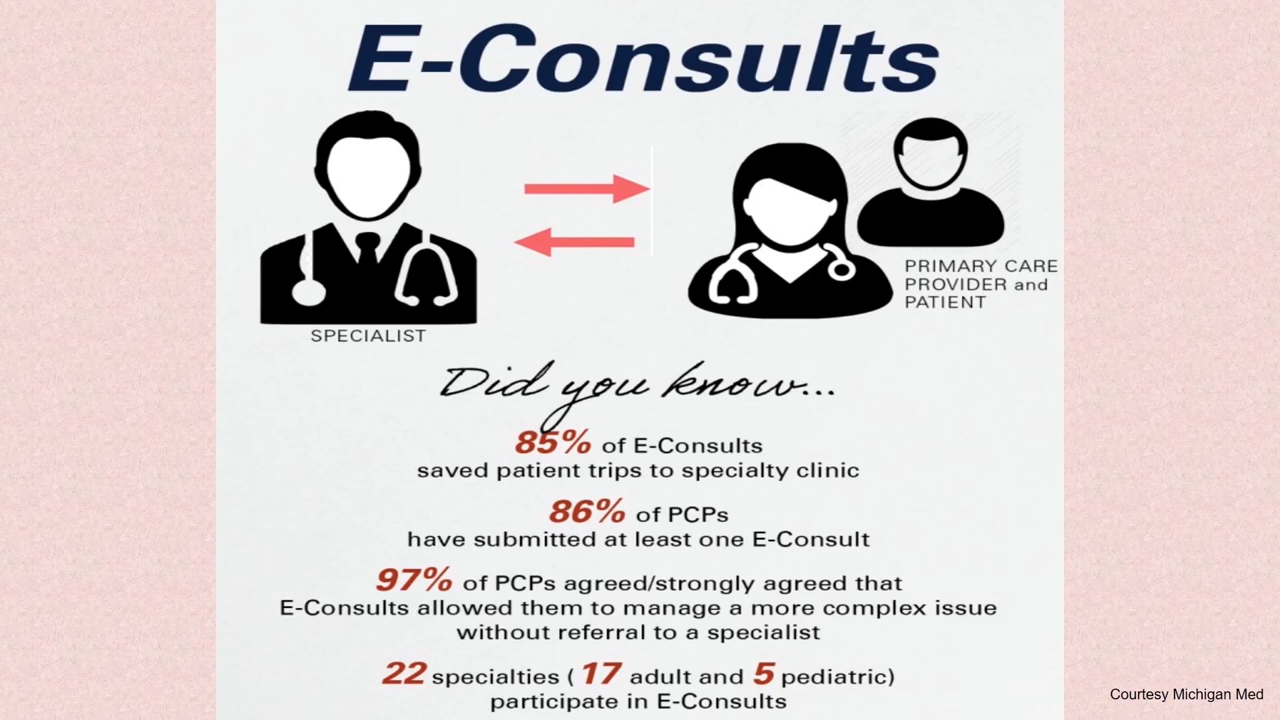 E-Consults
SPECIALIST
PRIMARY CARE
PROVIDER and
PATIENT
Did you know...
85% of E-Consults
saved patient trips to specialty clinic
86% of PCPs
have submitted at least one E-Consult
97% of PCPs agreed/strongly agreed that
E-Consults allowed them to manage a more complex issue
without referral to a specialist
22 specialties ( 17 adult and 5 pediatric)
participate in E-Consults
Courtesy Michigan Med